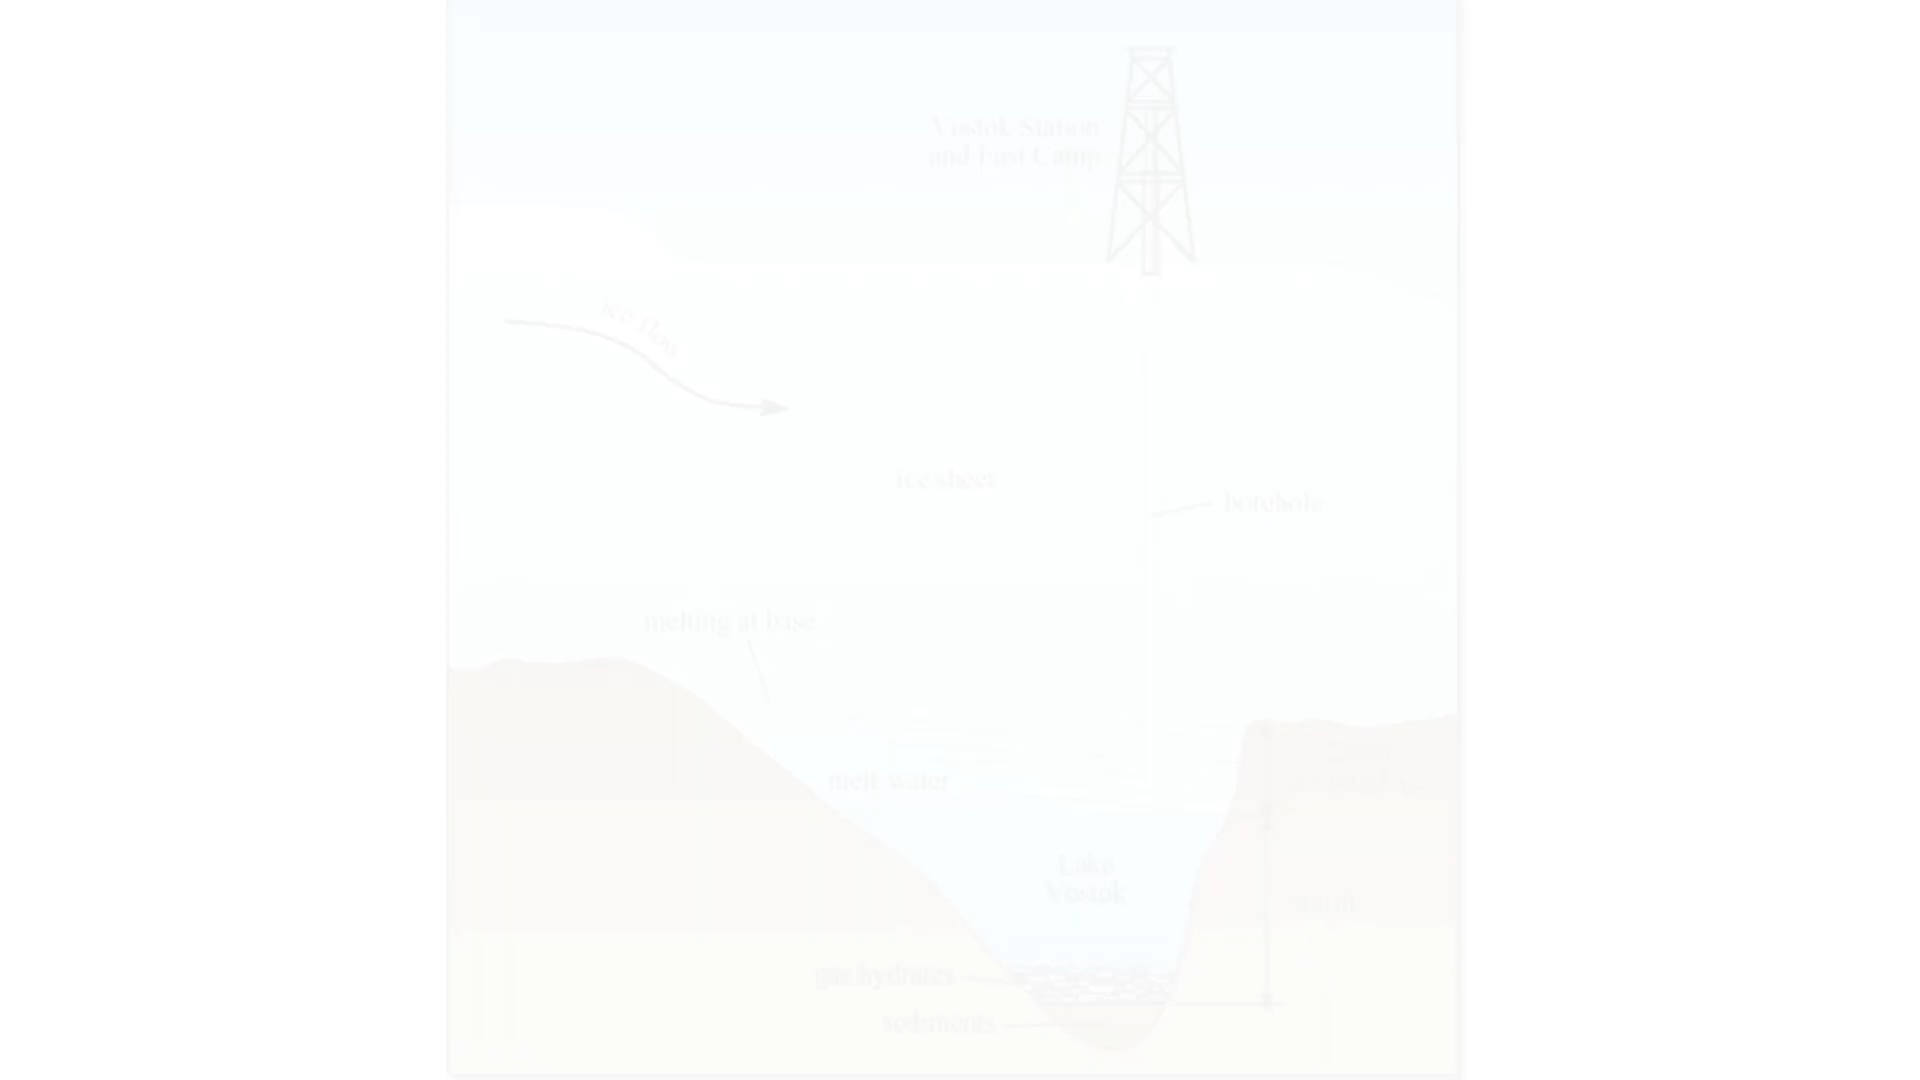 Vostok Station
and East Camp
ice flow
ice sheet
borehole
melting at base
melt water
Lake
Vostok
gas hydrates
sediments